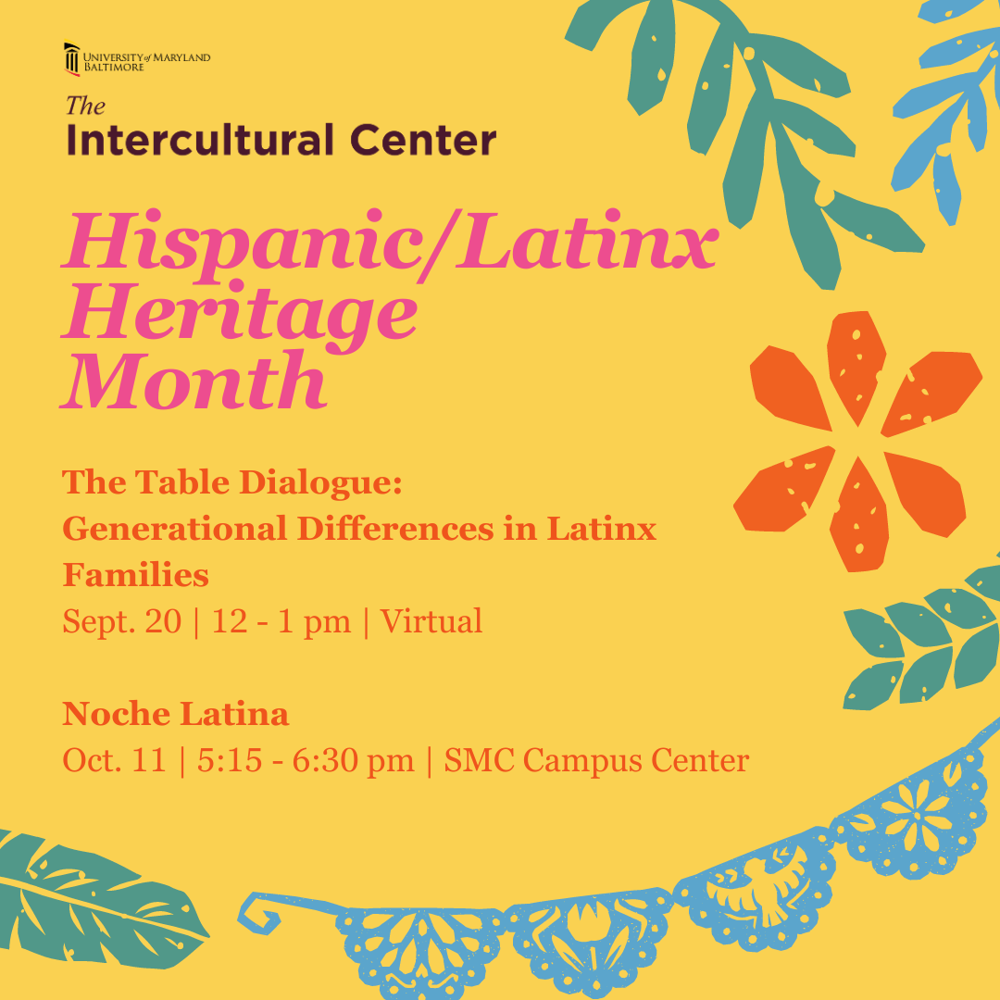 UNIVERSITY of MARYLAND
BALTIMORE
The
Intercultural Center
Hispanic/Latinx
Heritage
Month
The Table Dialogue:
Generational Differences in Latinx
Families
Sept. 20 | 12 - 1 pm | Virtual
Noche Latina
Oct. 11 | 5:15 - 6:30 pm | SMC Campus Center